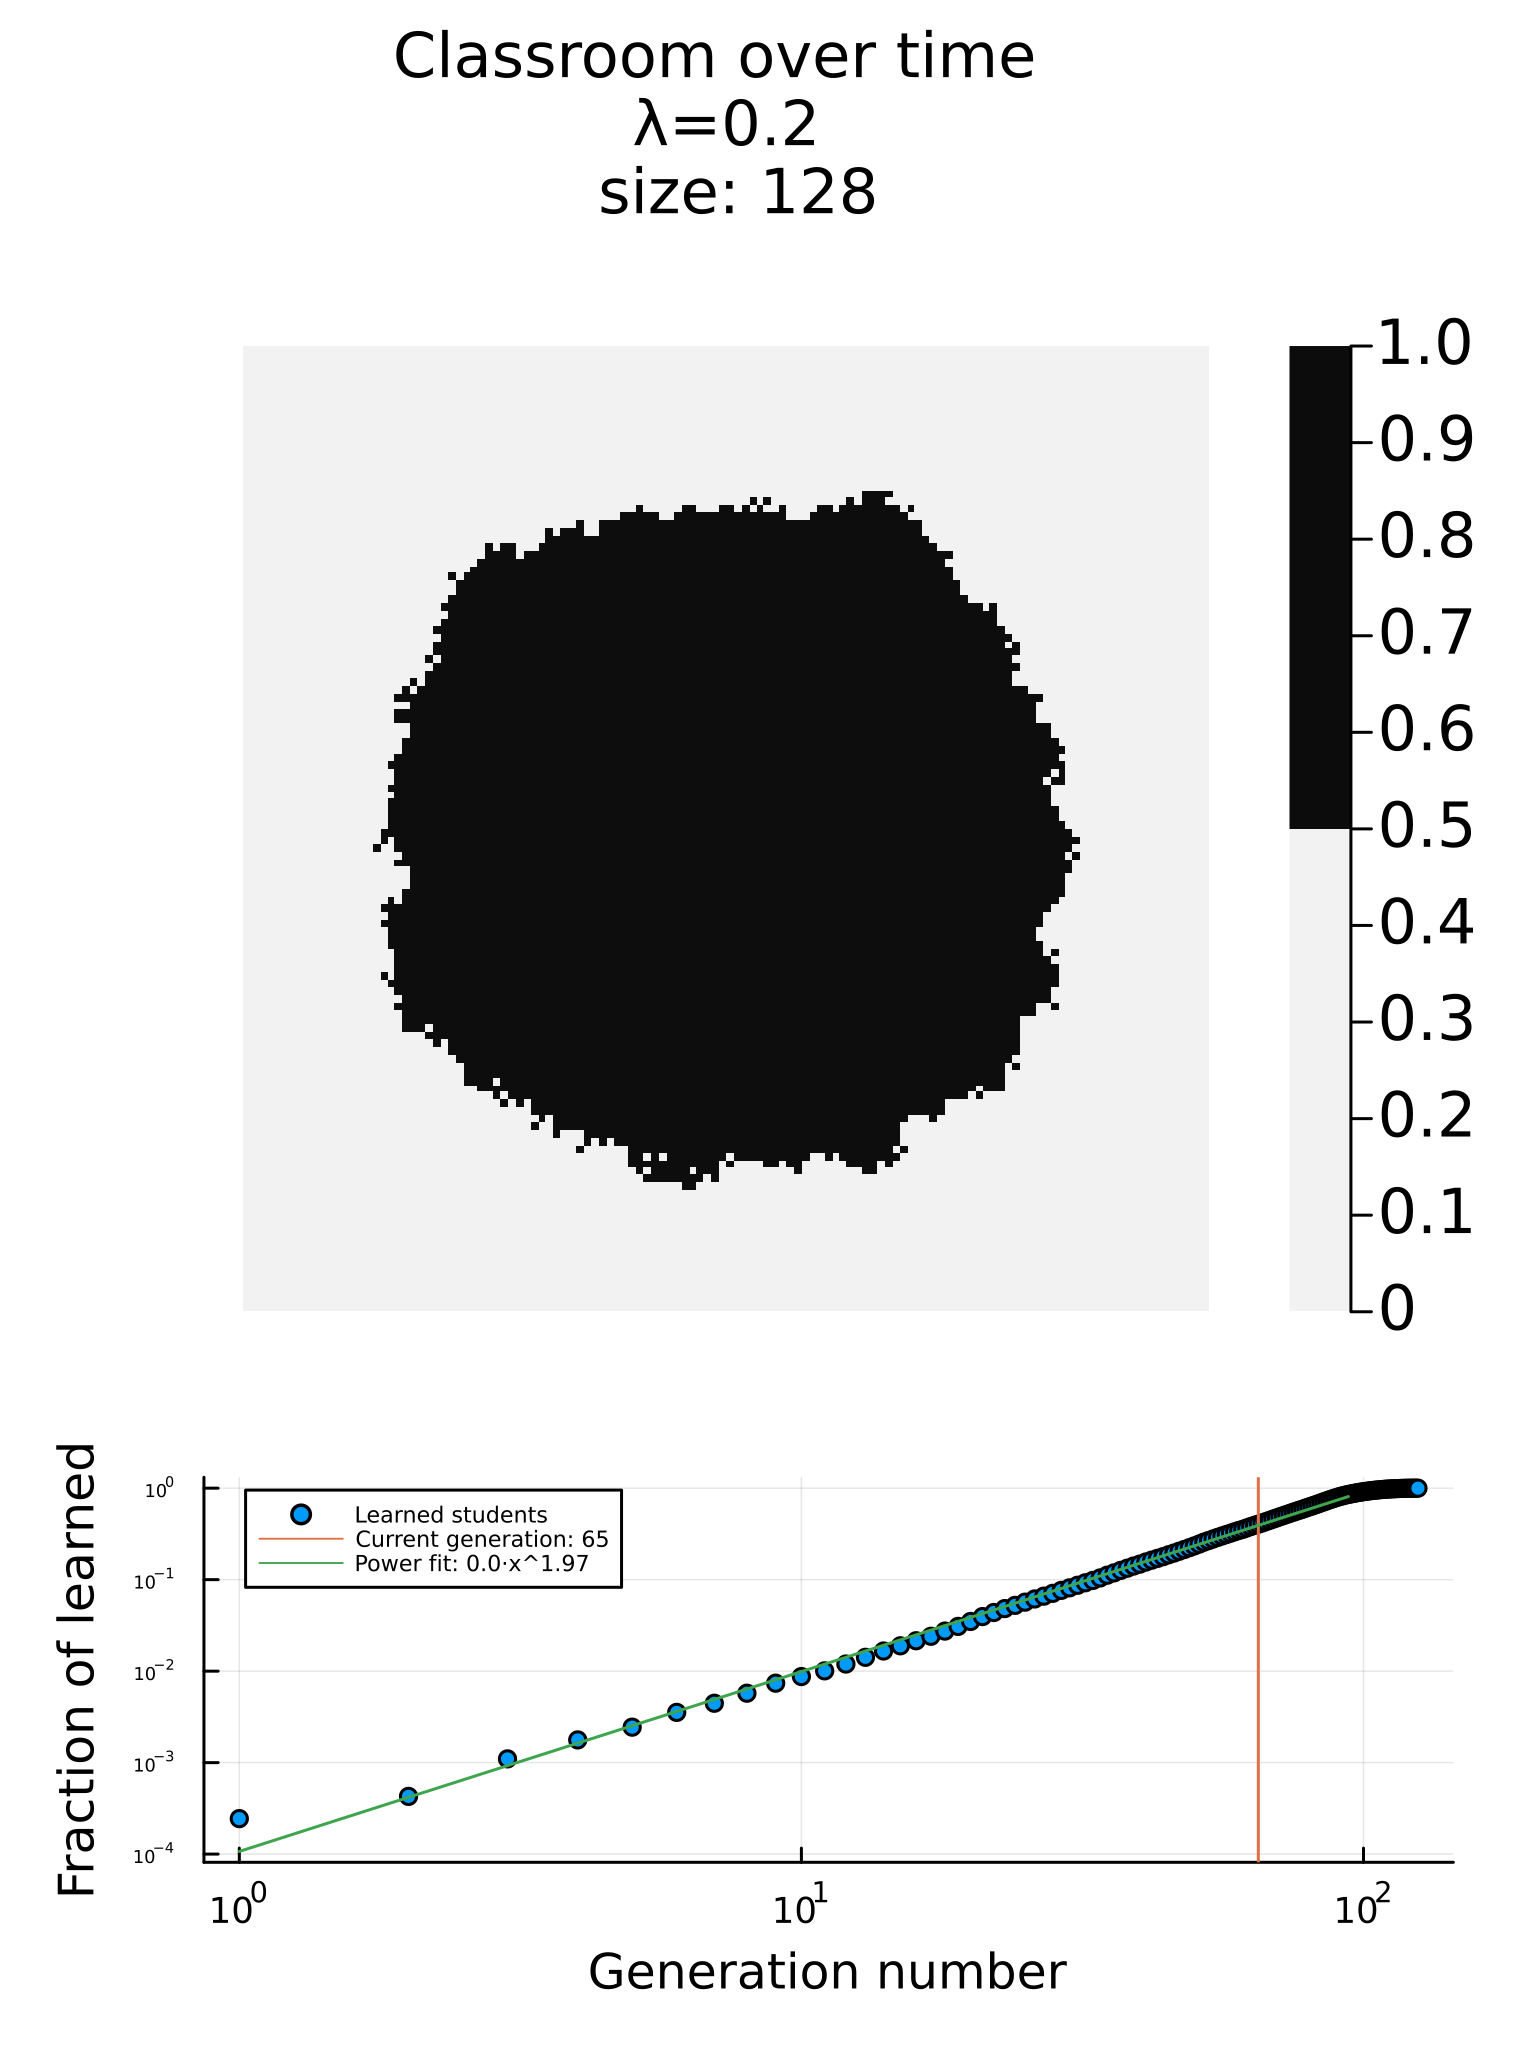 Classroom over time
λ=0.2
size: 128
1.0
0.9
0.8
0.7
0.6
0.5
0.4
0.3
0.2
0.1
0
Fraction of learned
10^0
10^-1
10^-2
10^-3
10^-4
Learned students
Current generation: 65
Power fit: 0.0·x^1.97
10^0 10^1 10^2
Generation number